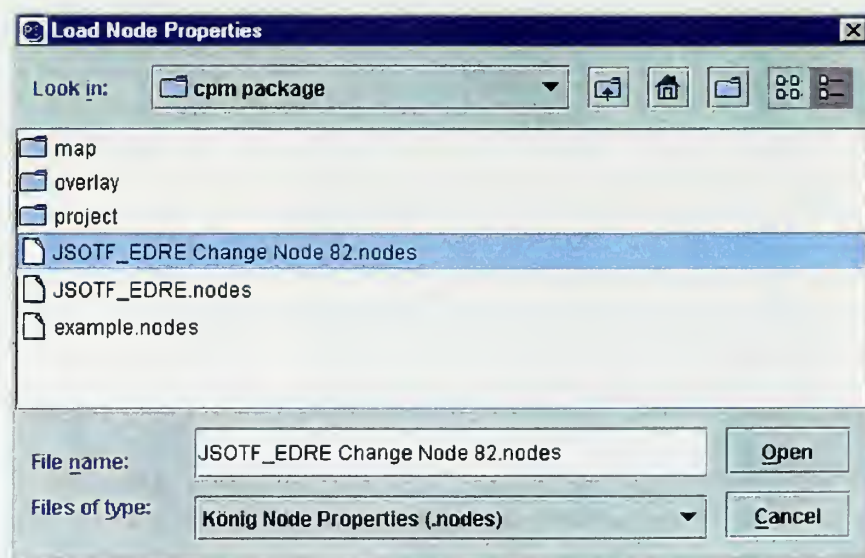 Load Node Properties
Look in: cpm package
map
overlay
project
JSOTF_EDRE Change Node 82.nodes
JSOTF_EDRE.nodes
example.nodes
File name: JSOTF_EDRE Change Node 82.nodes Open
Files of type: König Node Properties (.nodes) Cancel